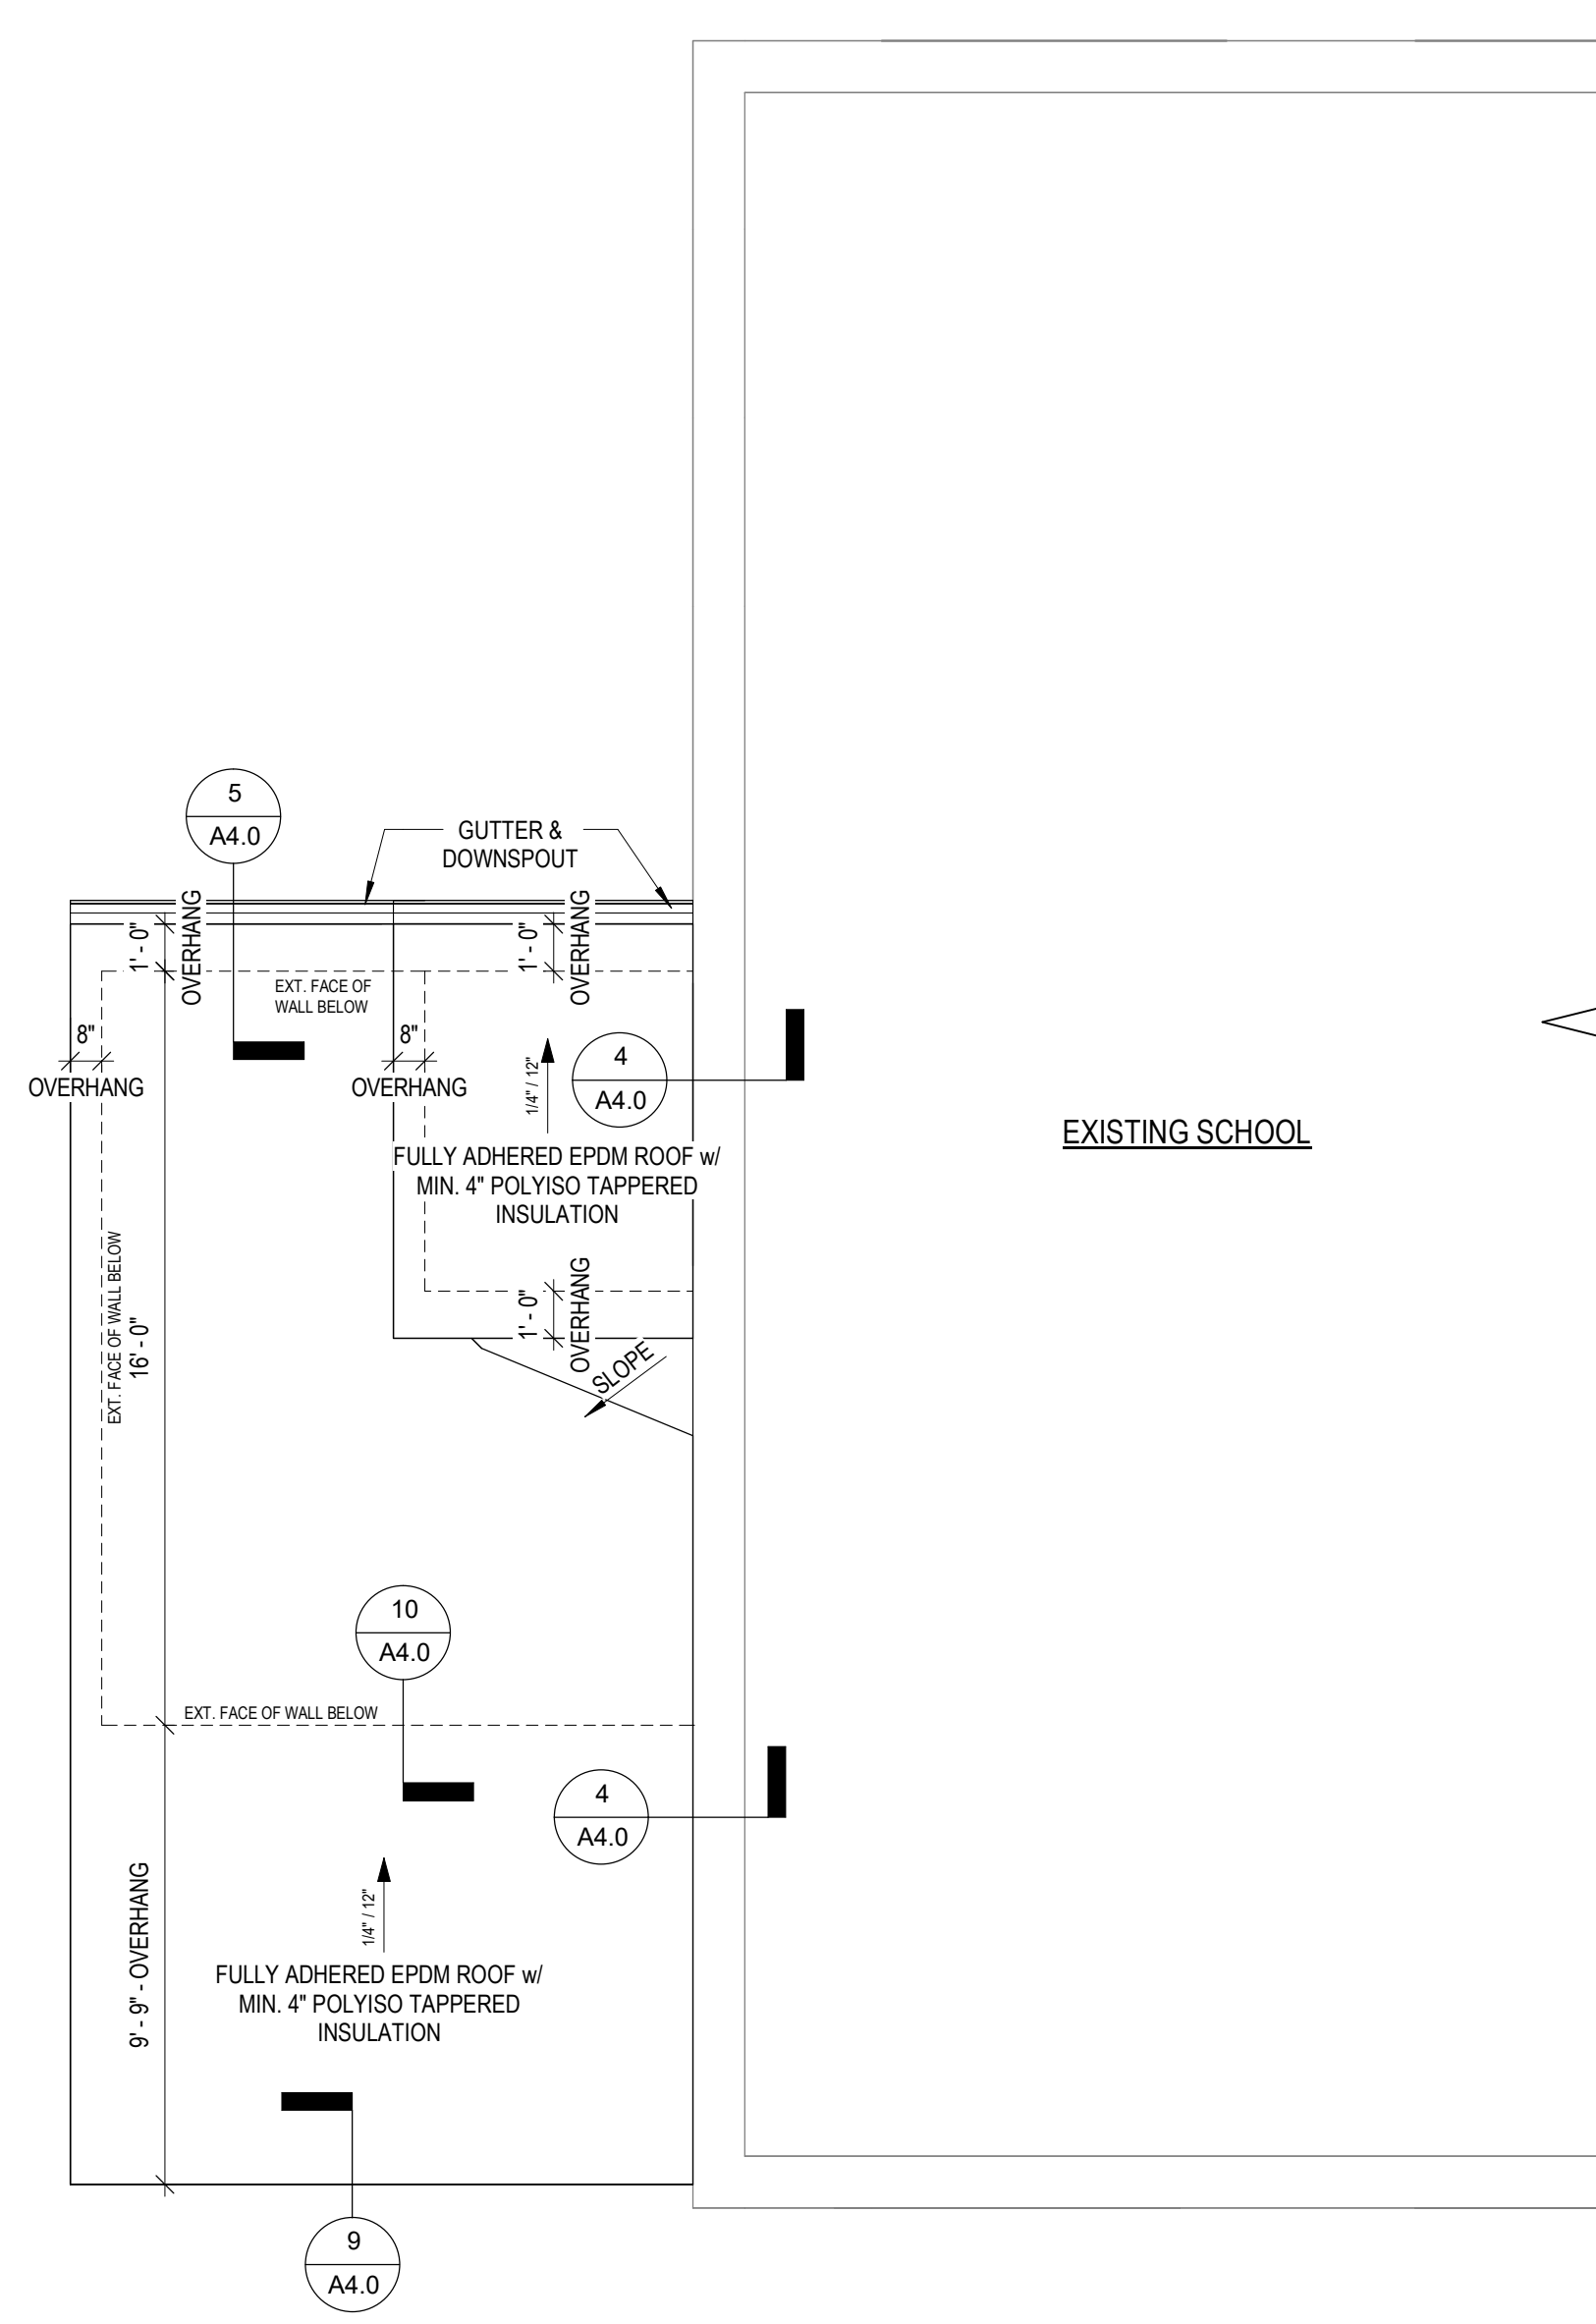 5
A4.0
GUTTER &
DOWNSPOUT
1' - 0"
OVERHANG
1' - 0"
OVERHANG
EXT. FACE OF
WALL BELOW
8"
OVERHANG
8"
OVERHANG
1/4" / 12"
4
A4.0
FULLY ADHERED EPDM ROOF w/
MIN. 4" POLYISO TAPPERED
INSULATION
EXISTING SCHOOL
EXT. FACE OF WALL BELOW
16' - 0"
1' - 0"
OVERHANG
SLOPE
10
A4.0
EXT. FACE OF WALL BELOW
4
A4.0
9' - 9" - OVERHANG
1/4" / 12"
FULLY ADHERED EPDM ROOF w/
MIN. 4" POLYISO TAPPERED
INSULATION
9
A4.0